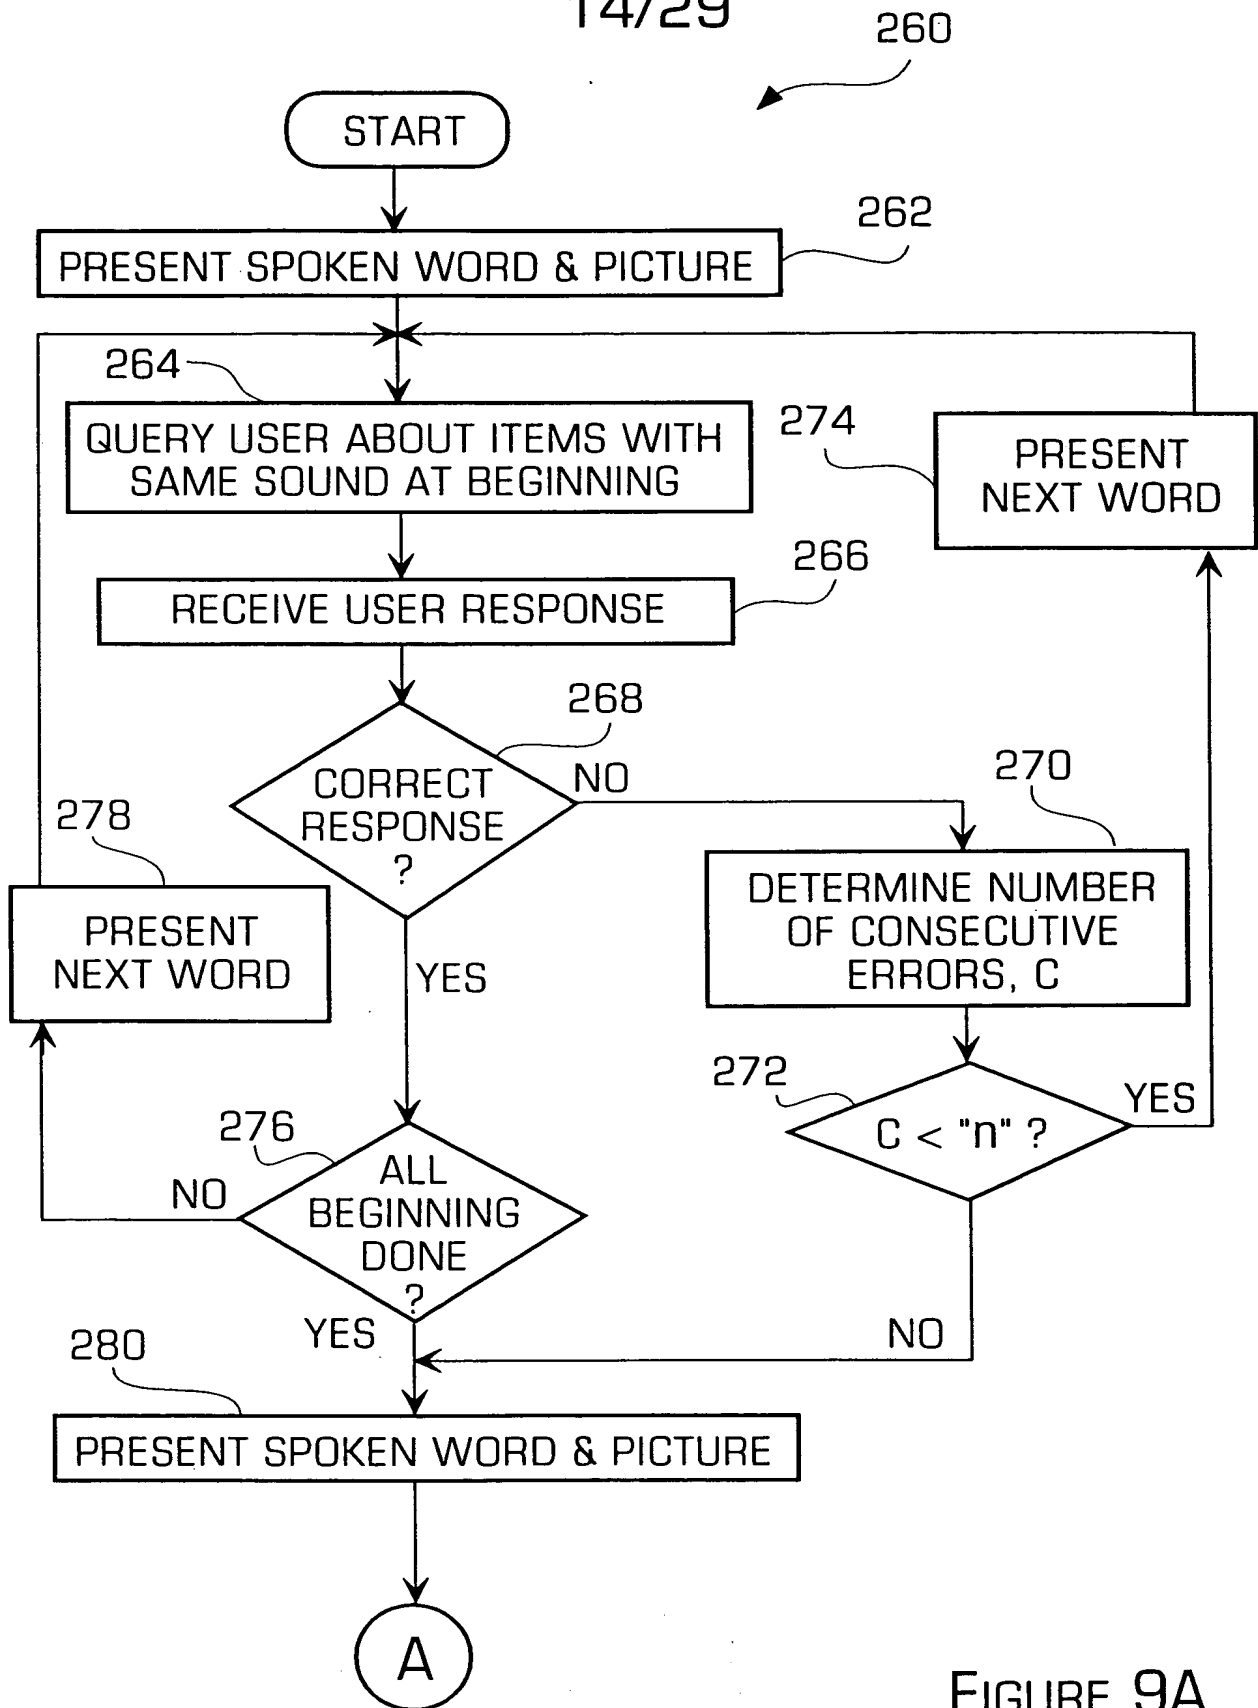 14/29
260
START
262
PRESENT SPOKEN WORD & PICTURE
264
QUERY USER ABOUT ITEMS WITH
SAME SOUND AT BEGINNING
274
PRESENT
NEXT WORD
266
RECEIVE USER RESPONSE
268
CORRECT
RESPONSE
?
NO
270
DETERMINE NUMBER
OF CONSECUTIVE
ERRORS, C
278
PRESENT
NEXT WORD
YES
272
C < "n" ?
YES
276
ALL
BEGINNING
DONE
?
NO
YES
NO
280
PRESENT SPOKEN WORD & PICTURE
A
FIGURE 9A